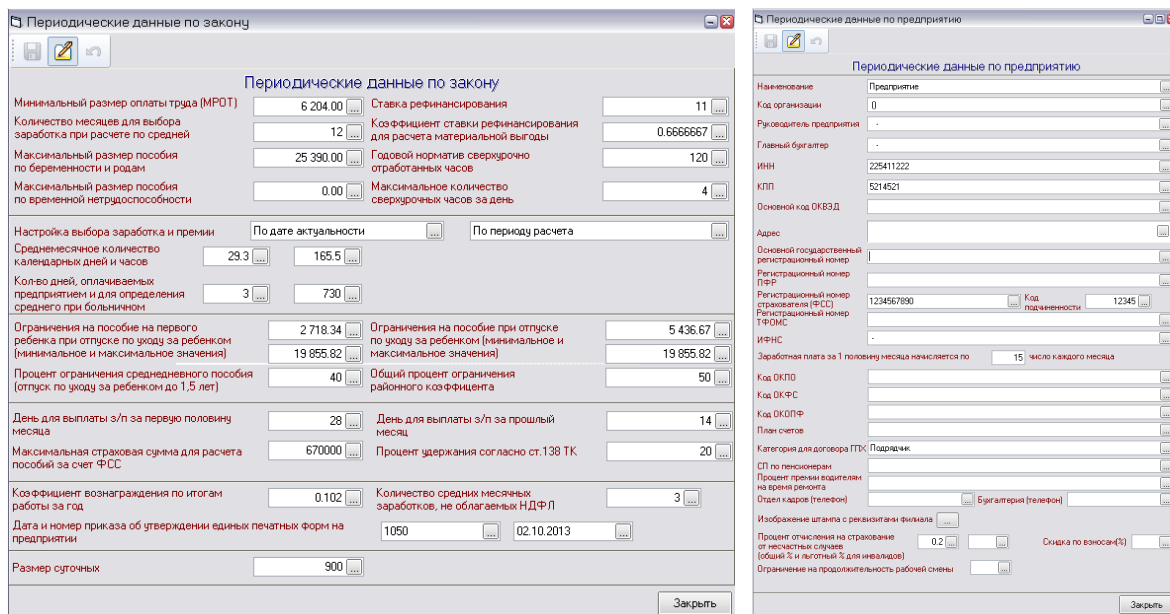 Периодические данные по закону
Периодические данные по закону
Минимальный размер оплаты труда (МРОТ) 6 204.00 ... Ставка рефинансирования 11 ...
Количество месяцев для выбора
заработка при расчете по средней 12 ... Коэффициент ставки рефинансирования
для расчета материальной выгоды 0.6666667 ...
Максимальный размер пособия
по беременности и родам 25 390.00 ... Годовой норматив сверхурочно
отработанных часов 120 ...
Максимальный размер пособия
по временной нетрудоспособности 0.00 ... Максимальное количество
сверхурочных часов за день 4 ...
Настройка выбора заработка и премии По дате актуальности ... По периоду расчета ...
Среднемесячное количество
календарных дней и часов 29.3 ... 165.5 ...
Кол-во дней, оплачиваемых
предприятием и для определения
среднего при больничном 3 ... 730 ...
Ограничения на пособие на первого
ребенка при отпуске по уходу за ребенком
(минимальное и максимальное значения) 2 718.34 ... 19 855.82 ...
Ограничения на пособие при отпуске
по уходу за ребенком (минимальное и
максимальное значения) 5 436.67 ... 19 855.82 ...
Процент ограничения среднедневного пособия
(отпуск по уходу за ребенком до 1,5 лет) 40 ... Общий процент ограничения
районного коэффицента 50 ...
День для выплаты з/п за первую половину
месяца 28 ... День для выплаты з/п за прошлый
месяц 14 ...
Максимальная страховая сумма для расчета
пособий за счет ФСС 670000 ... Процент удержания согласно ст.138 ТК 20 ...
Коэффициент вознаграждения по итогам
работы за год 0.102 ... Количество средних месячных
заработков, не облагаемых НДФЛ 3 ...
Дата и номер приказа об утверждении единых печатных форм на
предприятии 1050 ... 02.10.2013 ...
Размер суточных 900 ...
Закрыть
Периодические данные по предприятию
Периодические данные по предприятию
Наименование Предприятие ...
Код организации 0 ...
Руководитель предприятия - ...
Главный бухгалтер - ...
ИНН 225411222 ...
КПП 5214521 ...
Основной код ОКВЭД ...
Адрес ...
Основной государственный
регистрационный номер ...
Регистрационный номер
ПФР ...
Регистрационный номер
страхователя (ФСС) 1234567890 ... Код
подчиненности 12345 ...
Регистрационный номер
ТФОМС ...
ИФНС - ...
Заработная плата за 1 половину месяца начисляется по 15 число каждого месяца
Код ОКПО ...
Код ОКФС ...
Код ОКОПФ ...
План счетов ...
Категория для договора ГПХ Подрядчик ...
СП по пенсионерам ...
Процент премии водителям
на время ремонта ...
Отдел кадров (телефон) ... Бухгалтерия (телефон) ...
Изображение штампа с реквизитами филиала ...
Процент отчисления на страхование
от несчастных случаев
(общий % и льготный % для инвалидов) 0.2 ... ... Скидка по взносам(%) ...
Ограничение на продолжительность рабочей смены ...
Закрыть